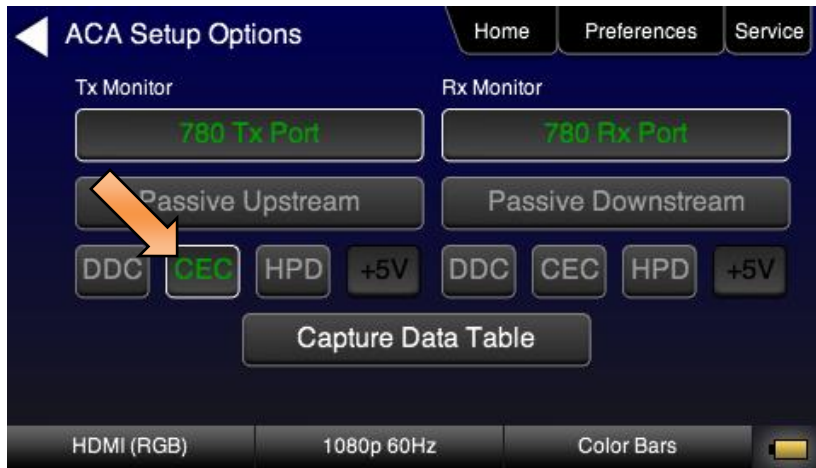 ACA Setup Options
Home
Preferences
Service
Tx Monitor
Rx Monitor
780 Tx Port
780 Rx Port
Passive Upstream
Passive Downstream
DDC
CEC
HPD
+5V
DDC
CEC
HPD
+5V
Capture Data Table
HDMI (RGB)
1080p 60Hz
Color Bars